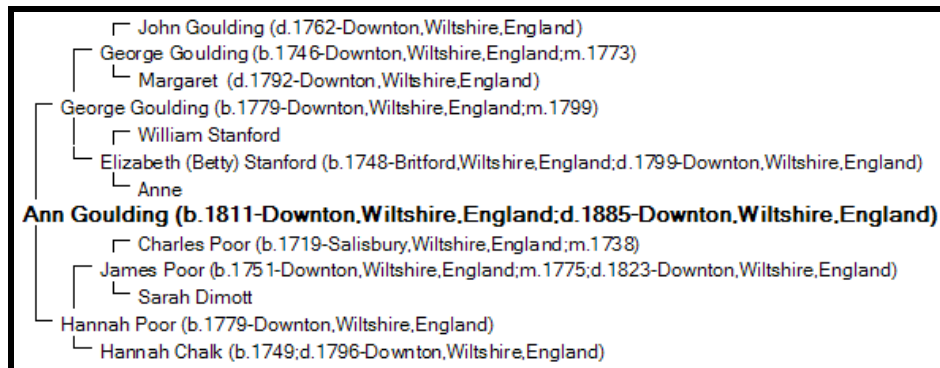 John Goulding (d.1762-Downton,Wiltshire,England)
George Goulding (b.1746-Downton,Wiltshire,England;m.1773)
Margaret (d.1792-Downton,Wiltshire,England)
George Goulding (b.1779-Downton,Wiltshire,England;m.1799)
William Stanford
Elizabeth (Betty) Stanford (b.1748-Britford,Wiltshire,England;d.1799-Downton,Wiltshire,England)
Anne
Ann Goulding (b.1811-Downton,Wiltshire,England;d.1885-Downton,Wiltshire,England)
Charles Poor (b.1719-Salisbury,Wiltshire,England;m.1738)
James Poor (b.1751-Downton,Wiltshire,England;m.1775;d.1823-Downton,Wiltshire,England)
Sarah Dimott
Hannah Poor (b.1779-Downton,Wiltshire,England)
Hannah Chalk (b.1749;d.1796-Downton,Wiltshire,England)